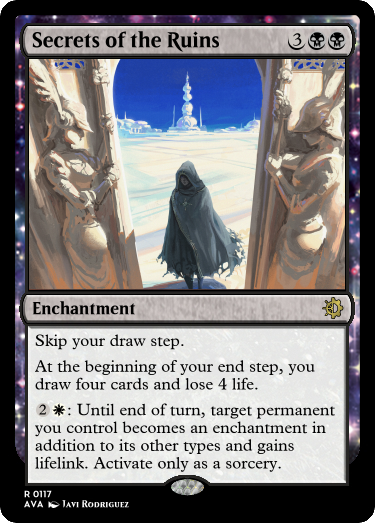 Secrets of the Ruins 3
Enchantment
Skip your draw step.
At the beginning of your end step, you
draw four cards and lose 4 life.
2 : Until end of turn, target permanent
you control becomes an enchantment in
addition to its other types and gains
lifelink. Activate only as a sorcery.
R 0117
AVA Javi Rodriguez